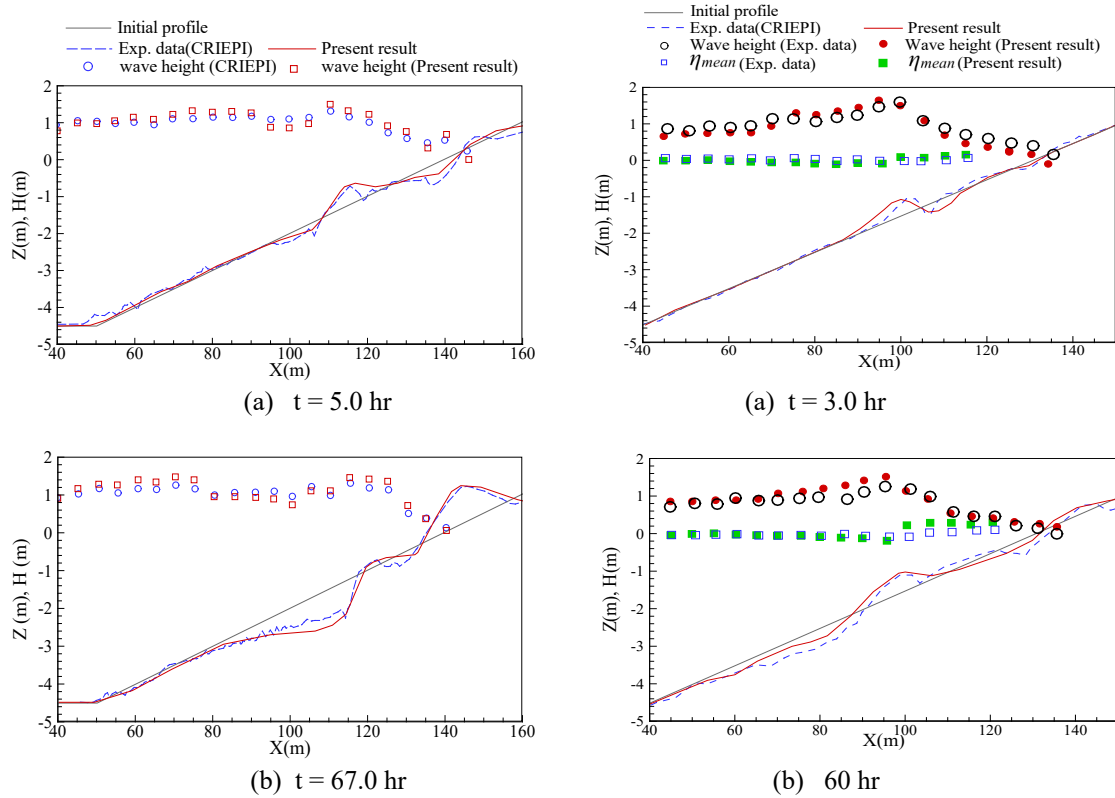 Initial profile
Exp. data(CRIEPI)
Present result
wave height (CRIEPI)
wave height (Present result)
2
1
0
-1
-2
-3
-4
-5
Z(m), H(m)
40 60 80 100 120 140 160
X(m)
(a) t = 5.0 hr
Initial profile
Exp. data(CRIEPI)
Present result
Wave height (Exp. data)
Wave height (Present result)
ηmean (Exp. data)
ηmean (Present result)
2
1
0
-1
-2
-3
-4
-5
Z(m), H(m)
40 60 80 100 120 140
X(m)
(a) t = 3.0 hr
2
1
0
-1
-2
-3
-4
-5
Z (m), H (m)
40 60 80 100 120 140 160
X(m)
(b) t = 67.0 hr
2
1
0
-1
-2
-3
-4
-5
Z(m), H(m)
40 60 80 100 120 140
X(m)
(b) 60 hr